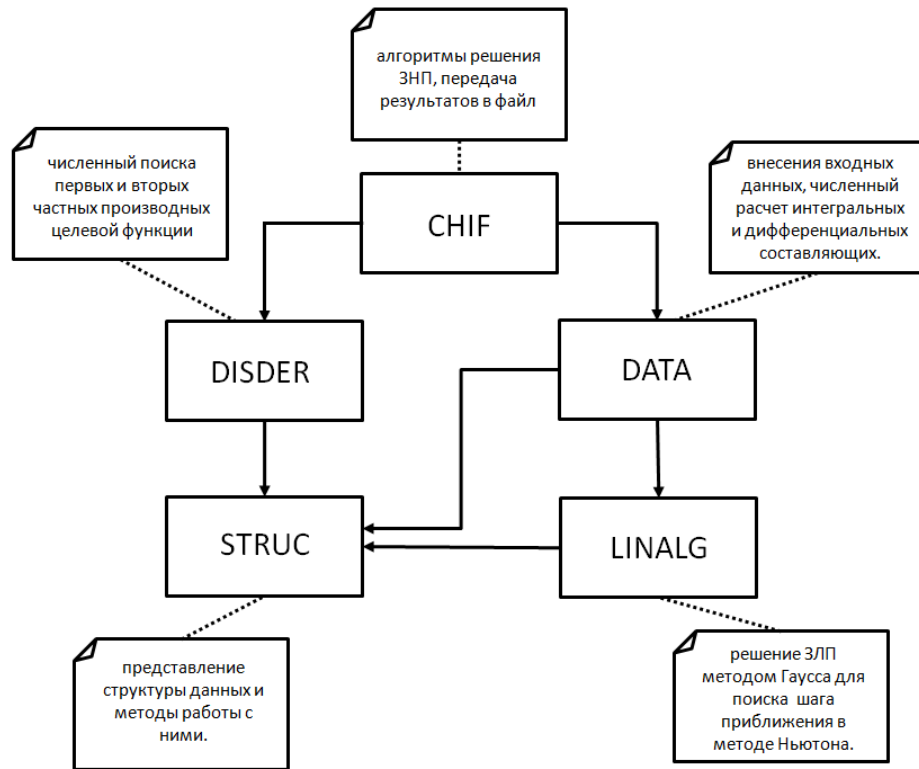 алгоритмы решения
ЗНП, передача
результатов в файл
численный поиска
первых и вторых
частных производных
целевой функции
внесения входных
данных, численный
расчет интегральных
и дифференциальных
составляющих.
CHIF
DISDER
DATA
STRUC
LINALG
представление
структуры данных и
методы работы с
ними.
решение ЗЛП
методом Гаусса для
поиска шага
приближения в
методе Ньютона.